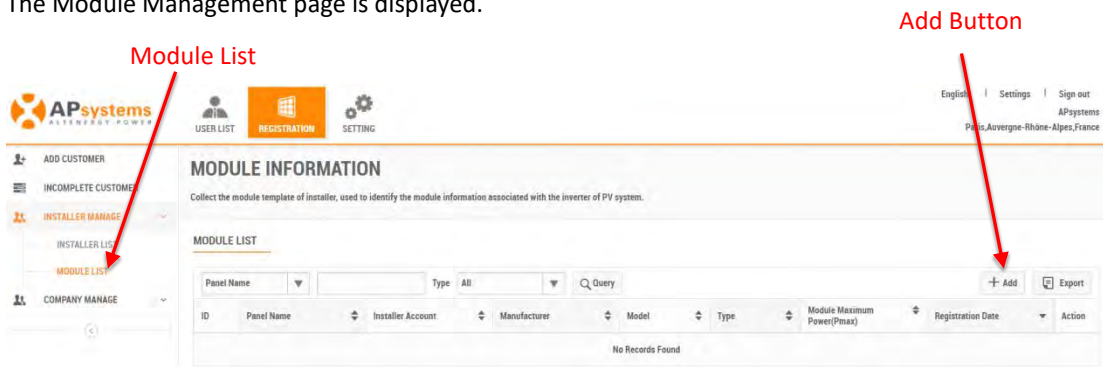 The Module Management page is displayed.
Add Button
Module List
APsystems
ALTENERGY POWER
USER LIST
REGISTRATION
SETTING
English | Settings | Sign out
APsystems
Paris,Auvergne-Rhône-Alpes,France
ADD CUSTOMER
INCOMPLETE CUSTOMER
INSTALLER MANAGE
INSTALLER LIST
MODULE LIST
COMPANY MANAGE
MODULE INFORMATION
Collect the module template of installer, used to identify the module information associated with the inverter of PV system.
MODULE LIST
Panel Name Type All Query + Add Export
ID Panel Name Installer Account Manufacturer Model Type Module Maximum Power(Pmax) Registration Date Action
No Records Found